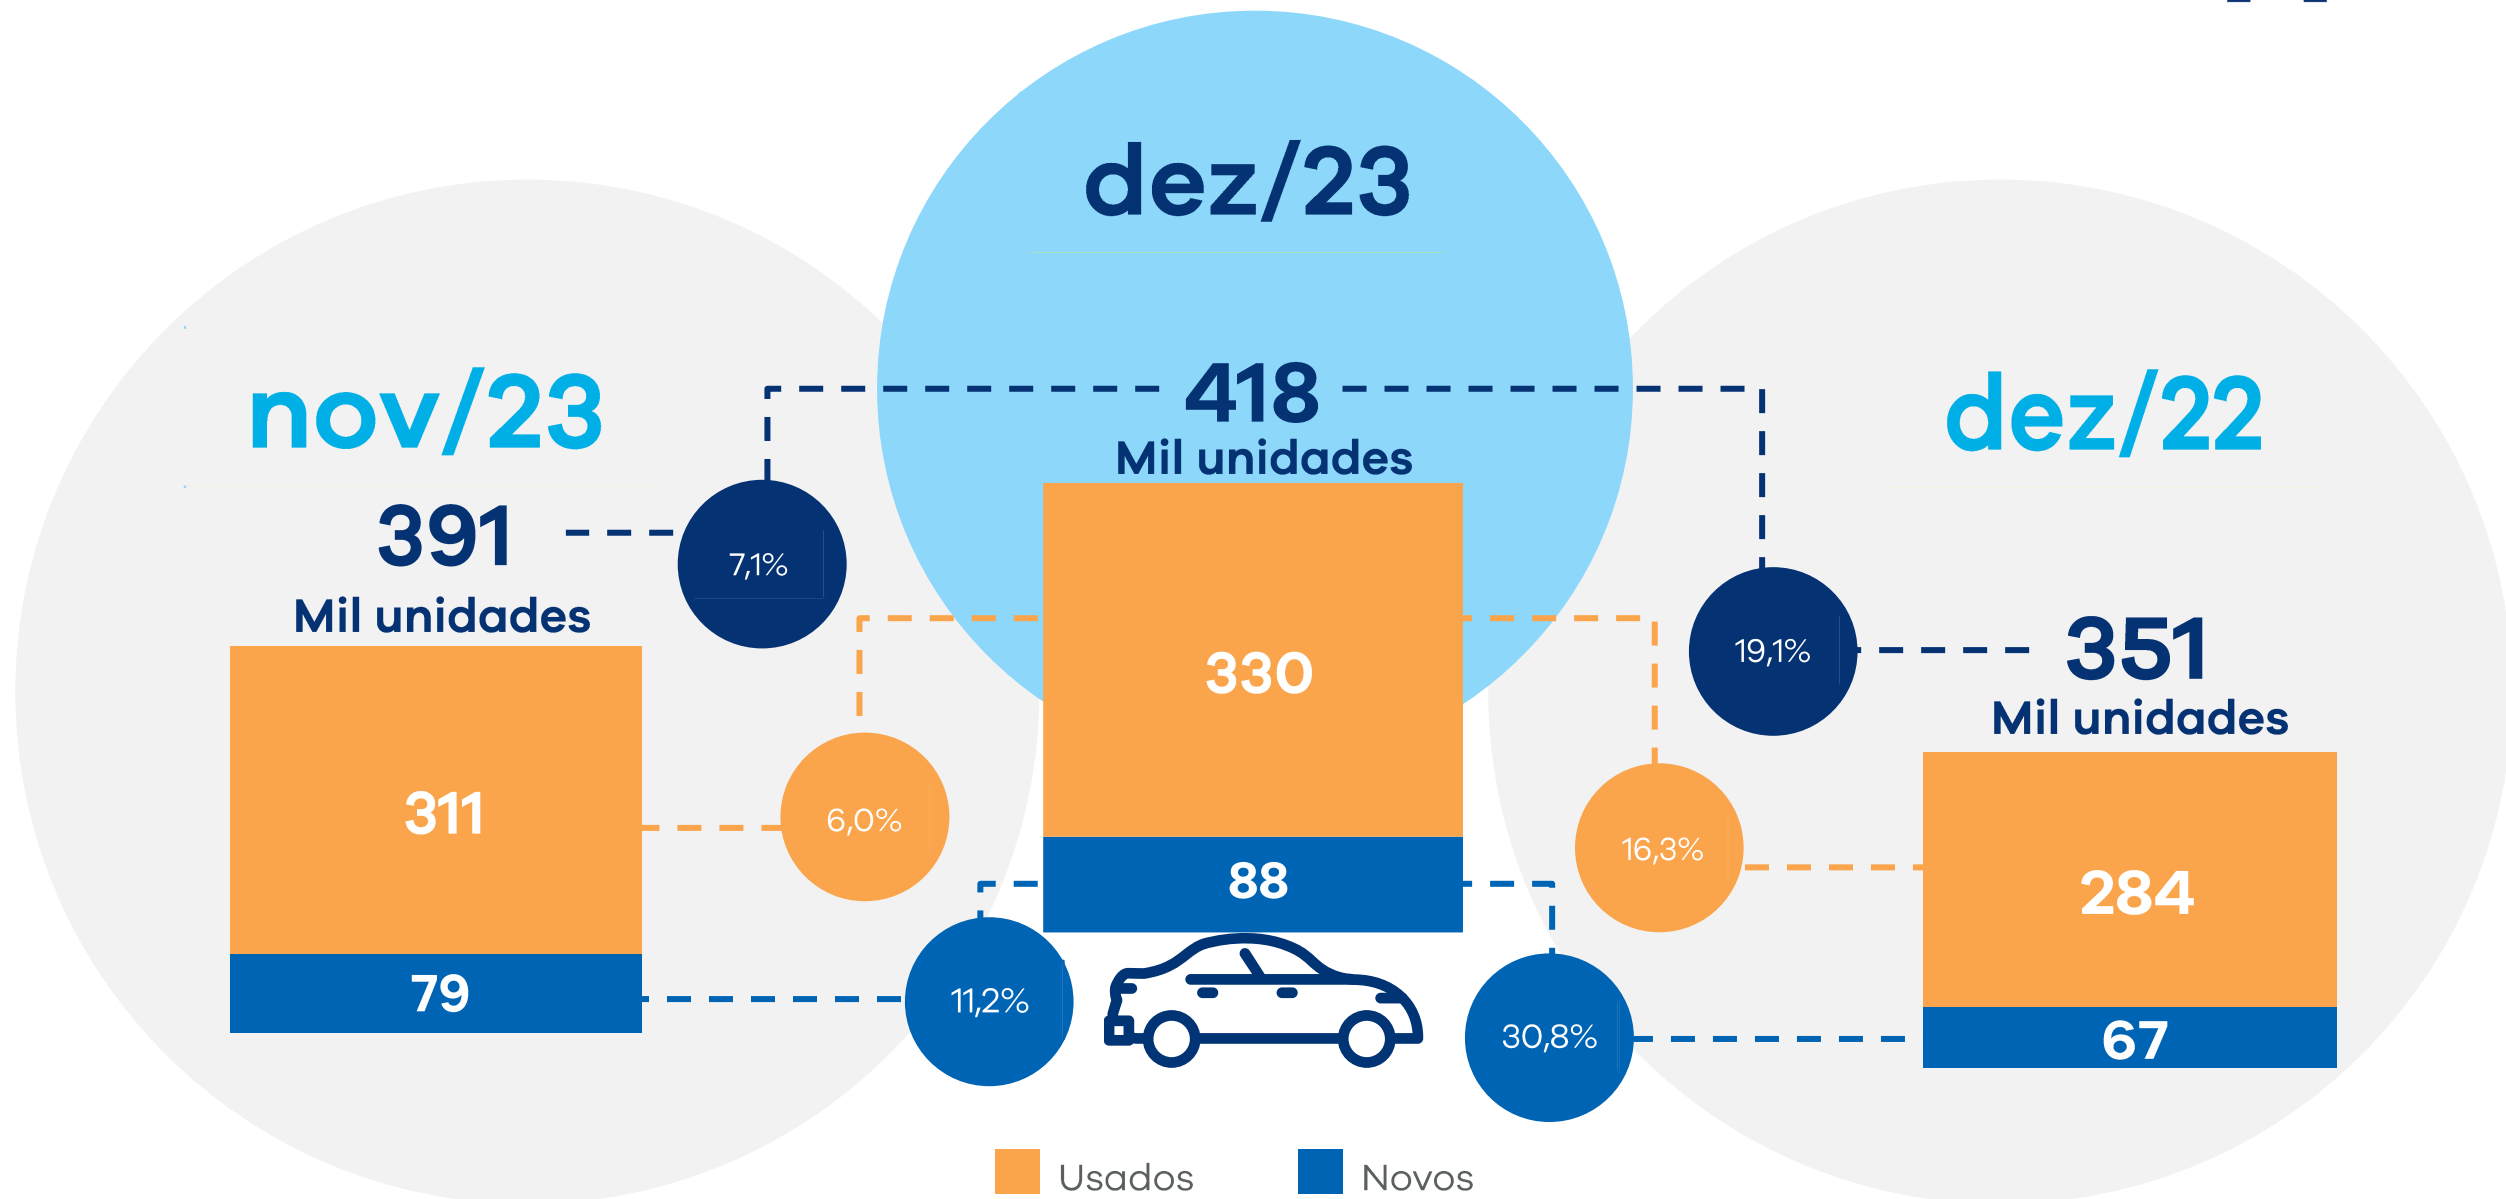 dez/23
418
Mil unidades
330
88
nov/23
391
Mil unidades
311
79
7,1%
6,0%
11,2%
dez/22
351
Mil unidades
284
67
19,1%
16,3%
30,8%
Usados
Novos